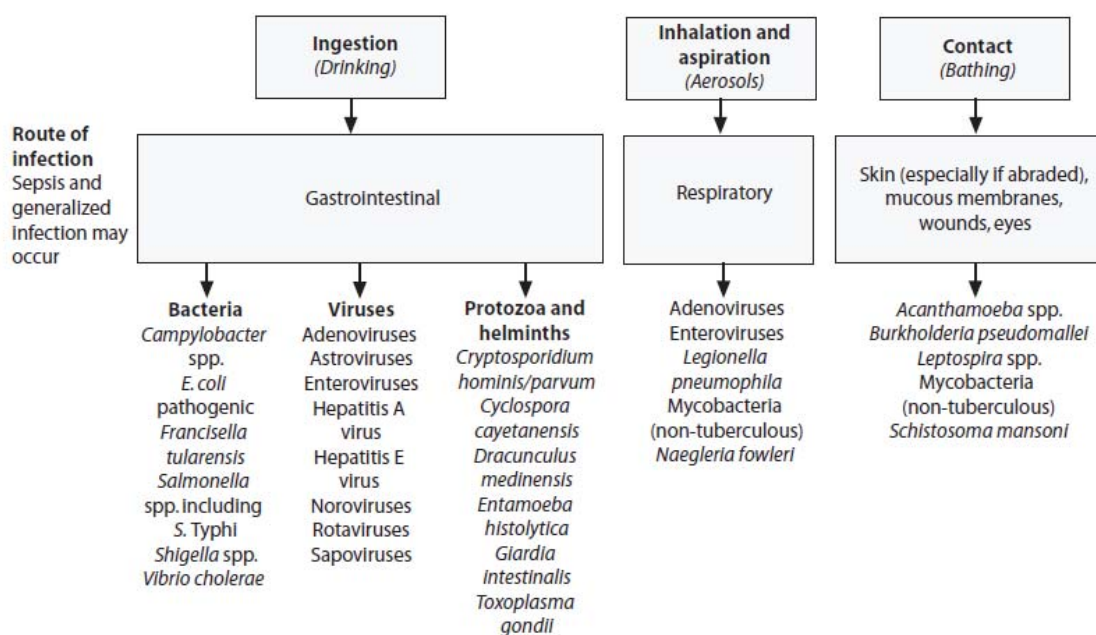 Ingestion
(Drinking)
Inhalation and
aspiration
(Aerosols)
Contact
(Bathing)
Route of
infection
Sepsis and
generalized
infection may
occur
Gastrointestinal
Respiratory
Skin (especially if abraded),
mucous membranes,
wounds, eyes
Bacteria
Campylobacter
spp.
E. coli
pathogenic
Francisella
tularensis
Salmonella
spp. including
S. Typhi
Shigella spp.
Vibrio cholerae
Viruses
Adenoviruses
Astroviruses
Enteroviruses
Hepatitis A
virus
Hepatitis E
virus
Noroviruses
Rotaviruses
Sapoviruses
Protozoa and
helminths
Cryptosporidium
hominis/parvum
Cyclospora
cayetanensis
Dracunculus
medinensis
Entamoeba
histolytica
Giardia
intestinalis
Toxoplasma
gondii
Adenoviruses
Enteroviruses
Legionella
pneumophila
Mycobacteria
(non-tuberculous)
Naegleria fowleri
Acanthamoeba spp.
Burkholderia pseudomallei
Leptospira spp.
Mycobacteria
(non-tuberculous)
Schistosoma mansoni